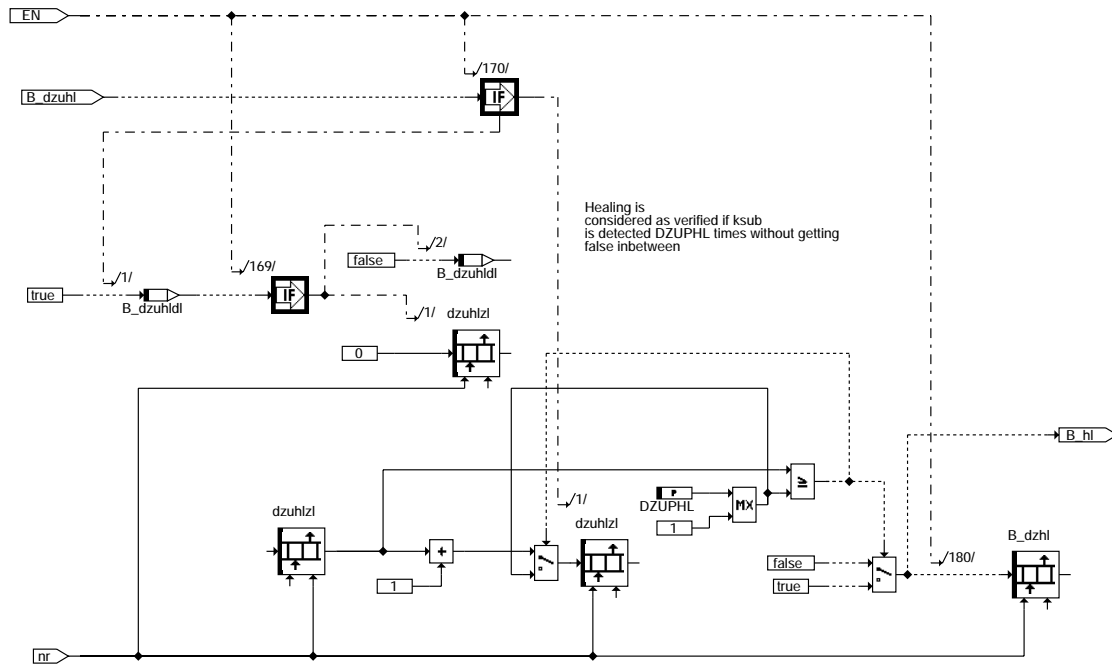 EN
/170/
B_dzuhl
IF
Healing is
considered as verified if ksub
is detected DZUPHL times without getting
false inbetween
/2/
false
B_dzuhldl
/169/
/1/
true
B_dzuhldl
IF
/1/
dzuhlzl
0
B_hl
≥
P
DZUPHL
MX
/1/
1
dzuhlzl
dzuhlzl
B_dzhl
+
1
false
true
/180/
nr